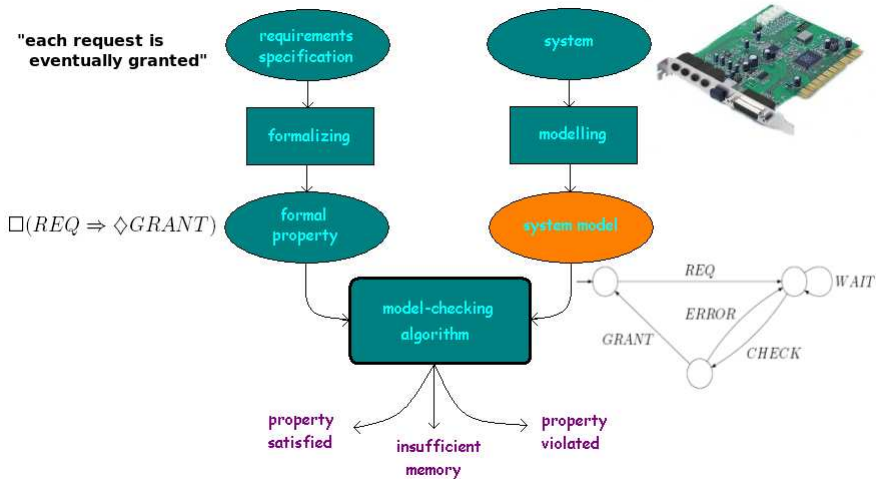 "each request is
eventually granted"
requirements
specification
system
formalizing
modelling
□(REQ ⇒ ◇GRANT)
formal
property
system model
model-checking
algorithm
REQ
WAIT
ERROR
GRANT
CHECK
property
satisfied
insufficient
memory
property
violated